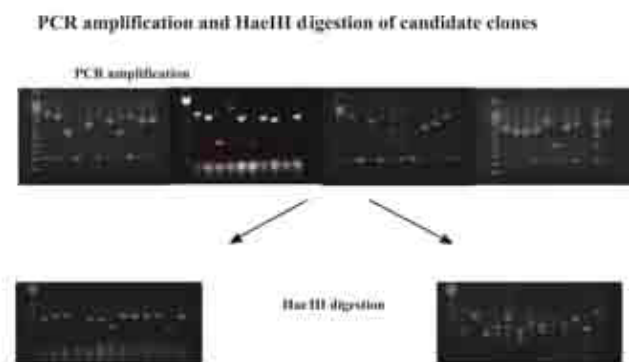 PCR amplification and HaeIII digestion of candidate clones
PCR amplification
HaeIII digestion